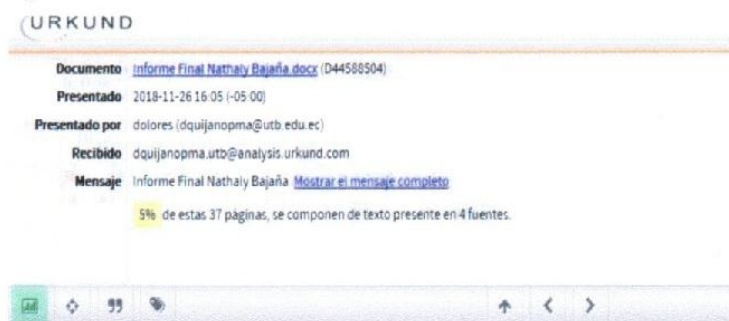 URKUND
Documento Informe Final Nathaly Bajaña.docx (D44588504)
Presentado 2018-11-26 16:05 (-05:00)
Presentado por dolores (dquijanopma@utb.edu.ec)
Recibido dquijanopma.utb@analysis.urkund.com
Mensaje Informe Final Nathaly Bajaña Mostrar el mensaje completo
5% de estas 37 páginas, se componen de texto presente en 4 fuentes.